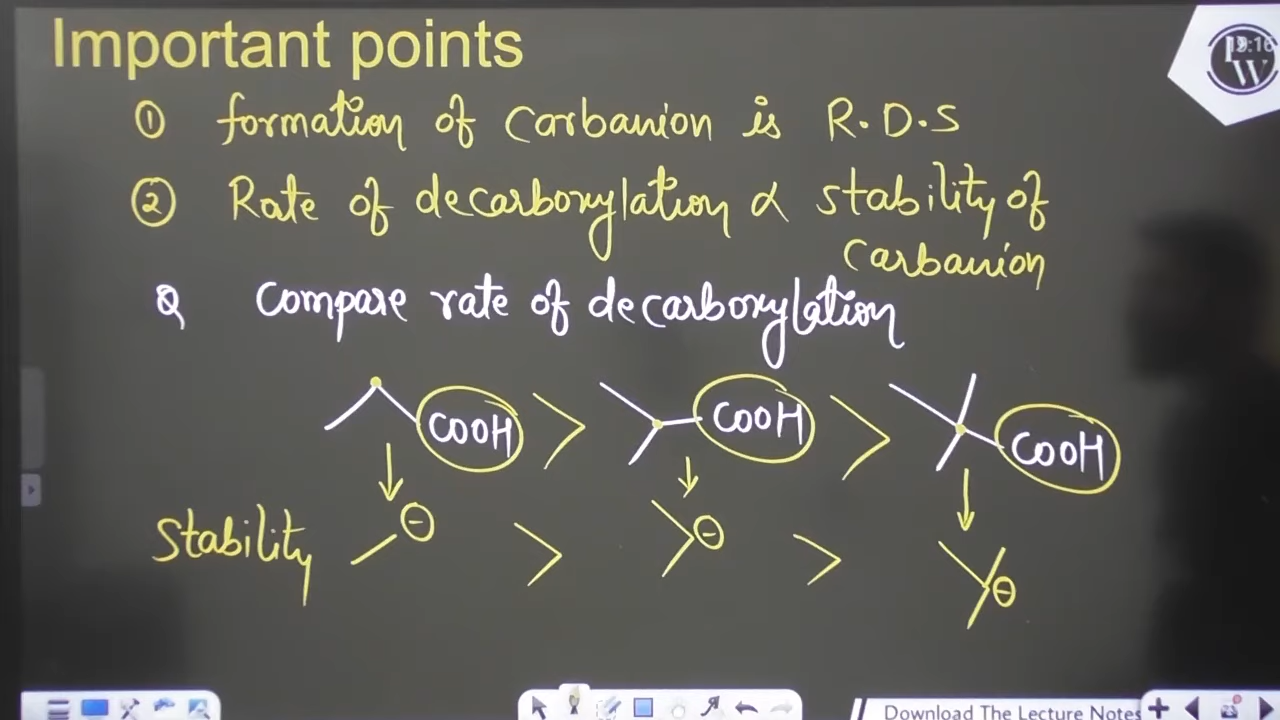 Important points
① formation of Carbanion is R.D.S
② Rate of decarboxylation ∝ stability of
carbanion
Q Compare rate of decarboxylation
COOH > COOH > COOH
Stability ⊖ > ⊖ > ⊖
Download The Lecture Notes